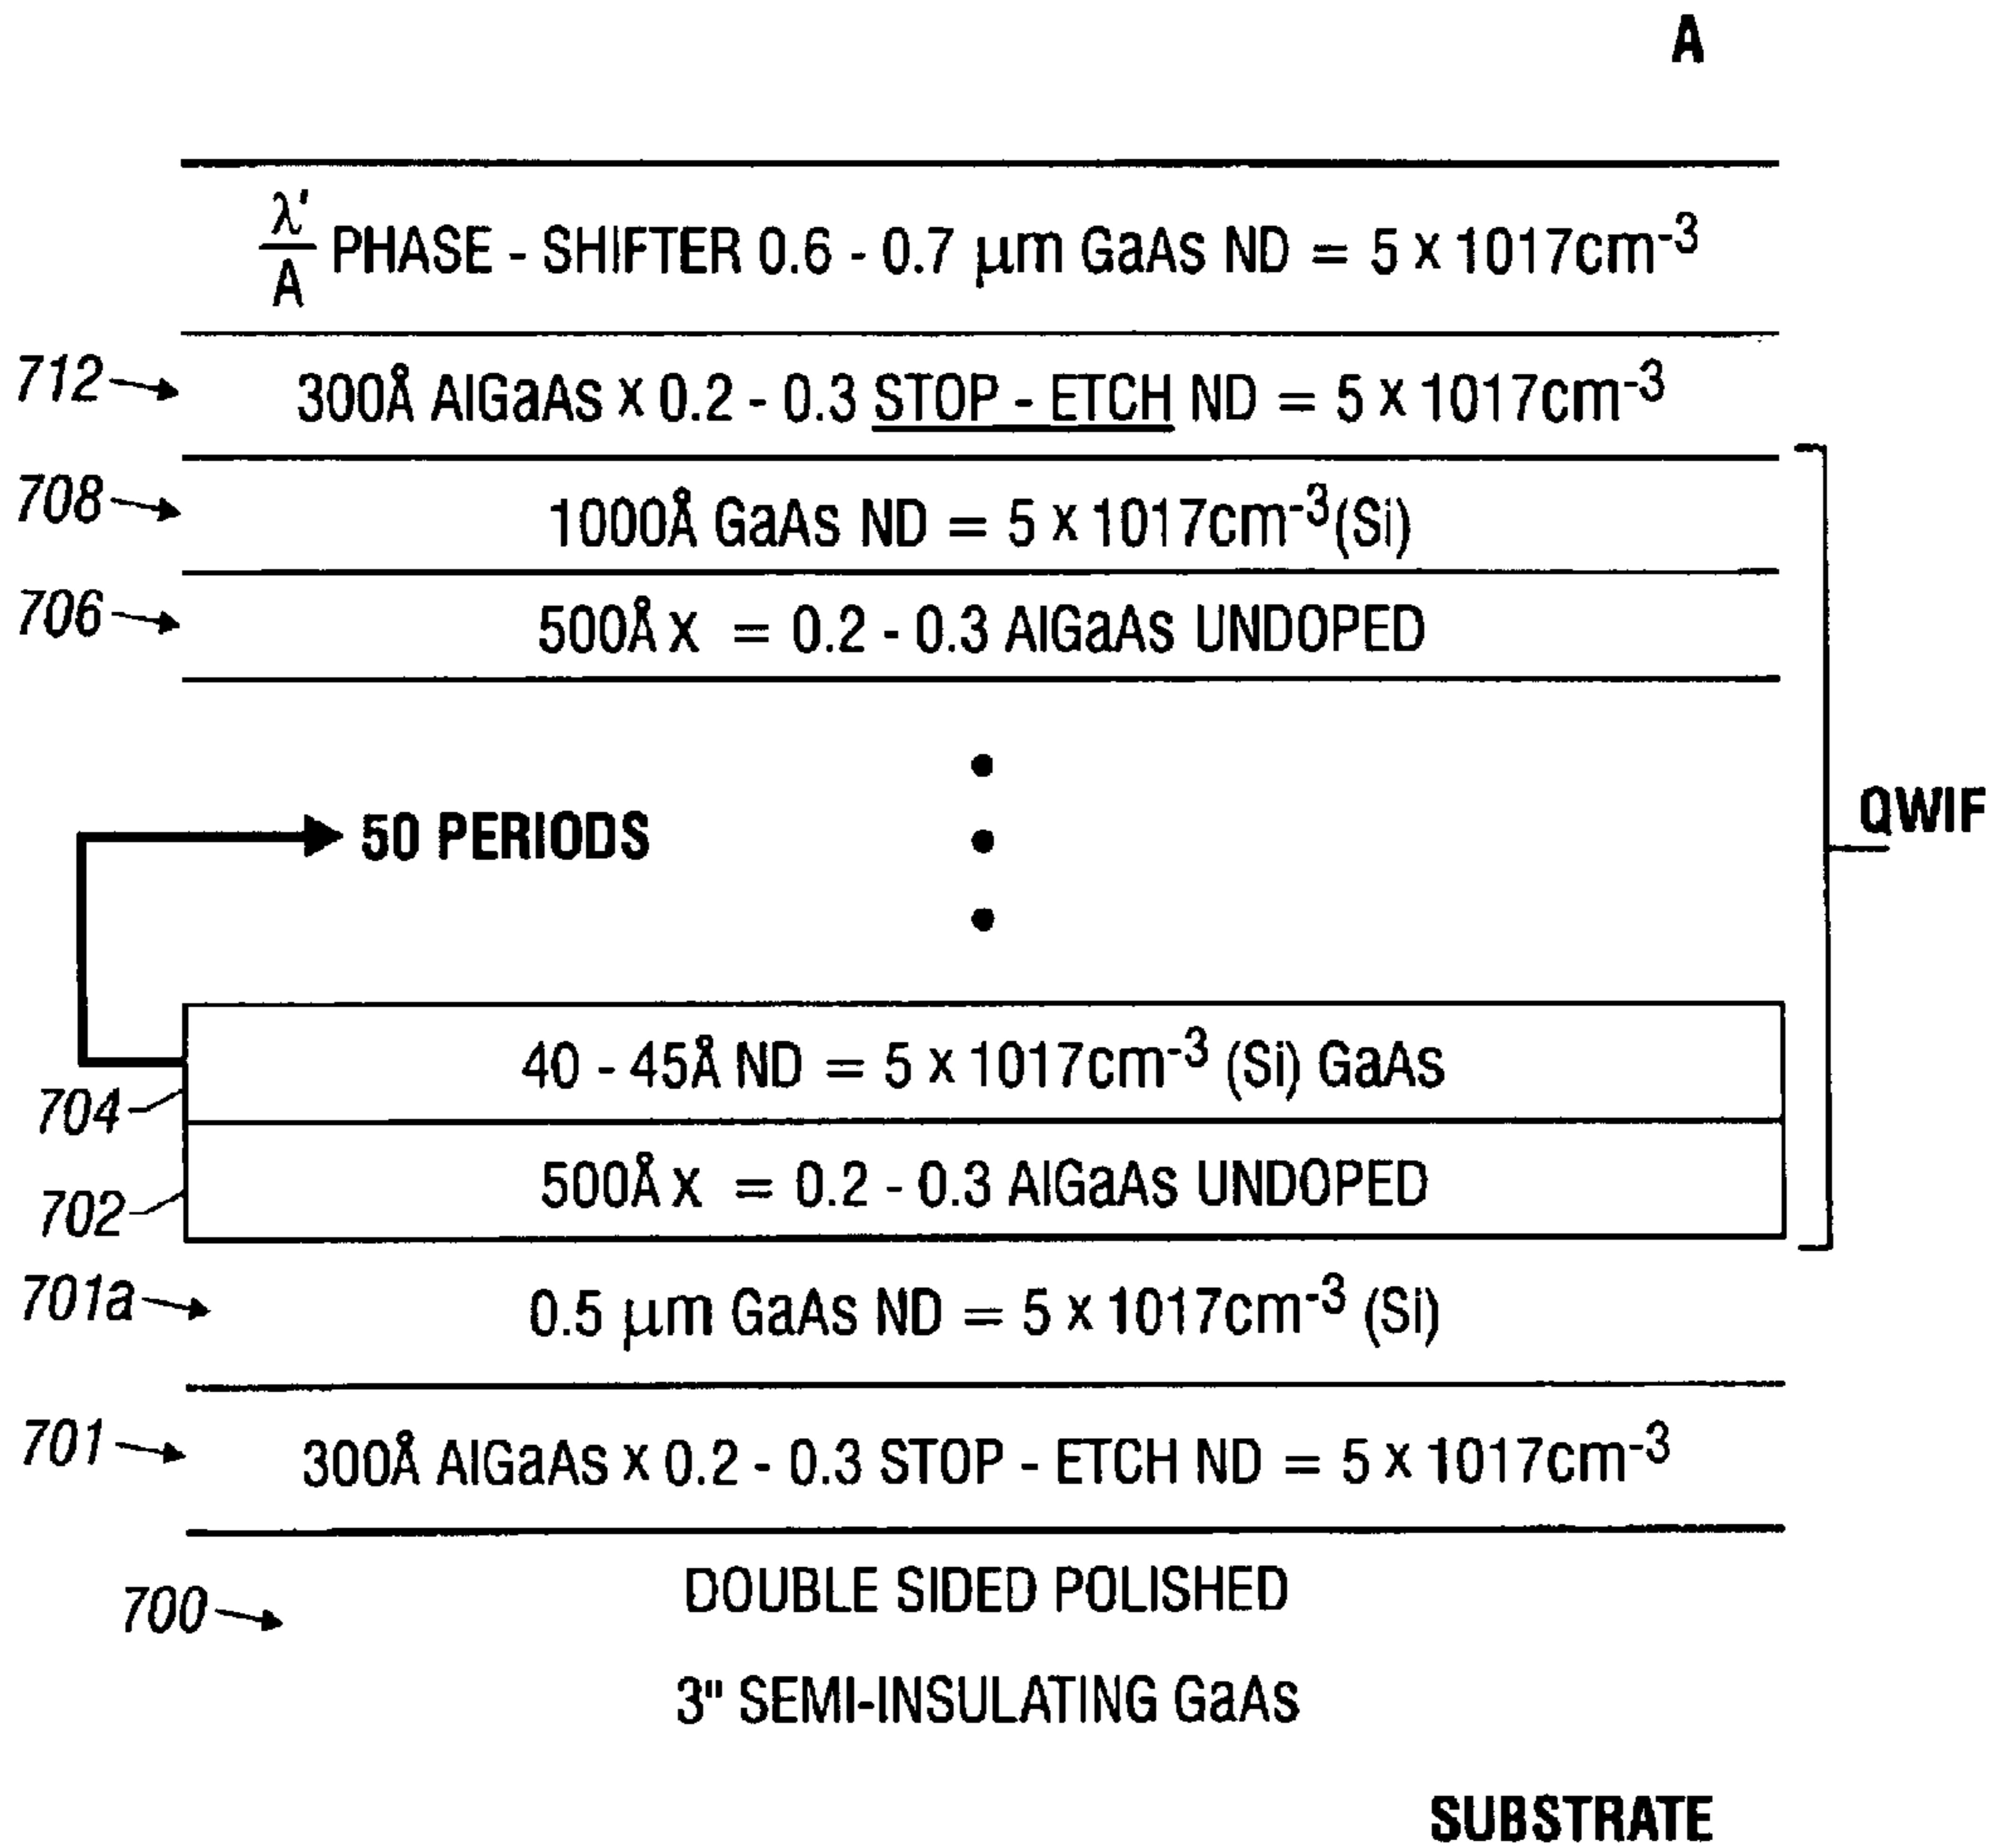 A
λ'
A
PHASE - SHIFTER 0.6 - 0.7 μm GaAs ND = 5 x 1017cm-3
712
300Å AlGaAs x 0.2 - 0.3 STOP - ETCH ND = 5 x 1017cm-3
708
1000Å GaAs ND = 5 x 1017cm-3(Si)
706
500Å x = 0.2 - 0.3 AlGaAs UNDOPED
50 PERIODS
QWIF
40 - 45Å ND = 5 x 1017cm-3 (Si) GaAs
704
500Å x = 0.2 - 0.3 AlGaAs UNDOPED
702
701a
0.5 μm GaAs ND = 5 x 1017cm-3 (Si)
701
300Å AlGaAs x 0.2 - 0.3 STOP - ETCH ND = 5 x 1017cm-3
700
DOUBLE SIDED POLISHED
3" SEMI-INSULATING GaAs
SUBSTRATE